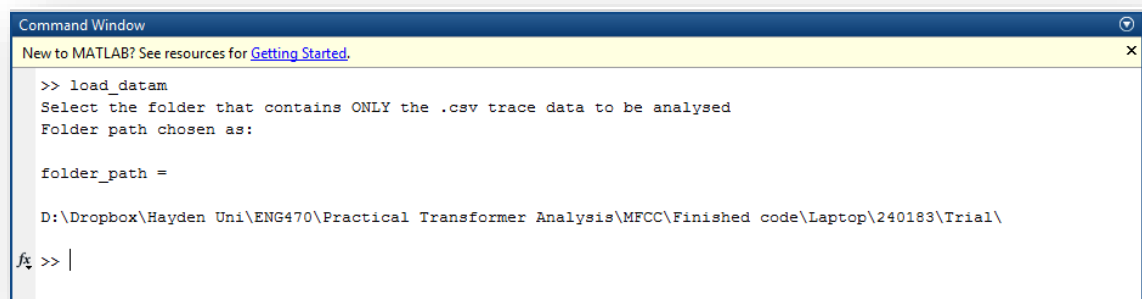 Command Window
New to MATLAB? See resources for Getting Started.
>> load_datam
Select the folder that contains ONLY the .csv trace data to be analysed
Folder path chosen as:
folder_path =
D:\Dropbox\Hayden Uni\ENG470\Practical Transformer Analysis\MFCC\Finished code\Laptop\240183\Trial\
fx >>